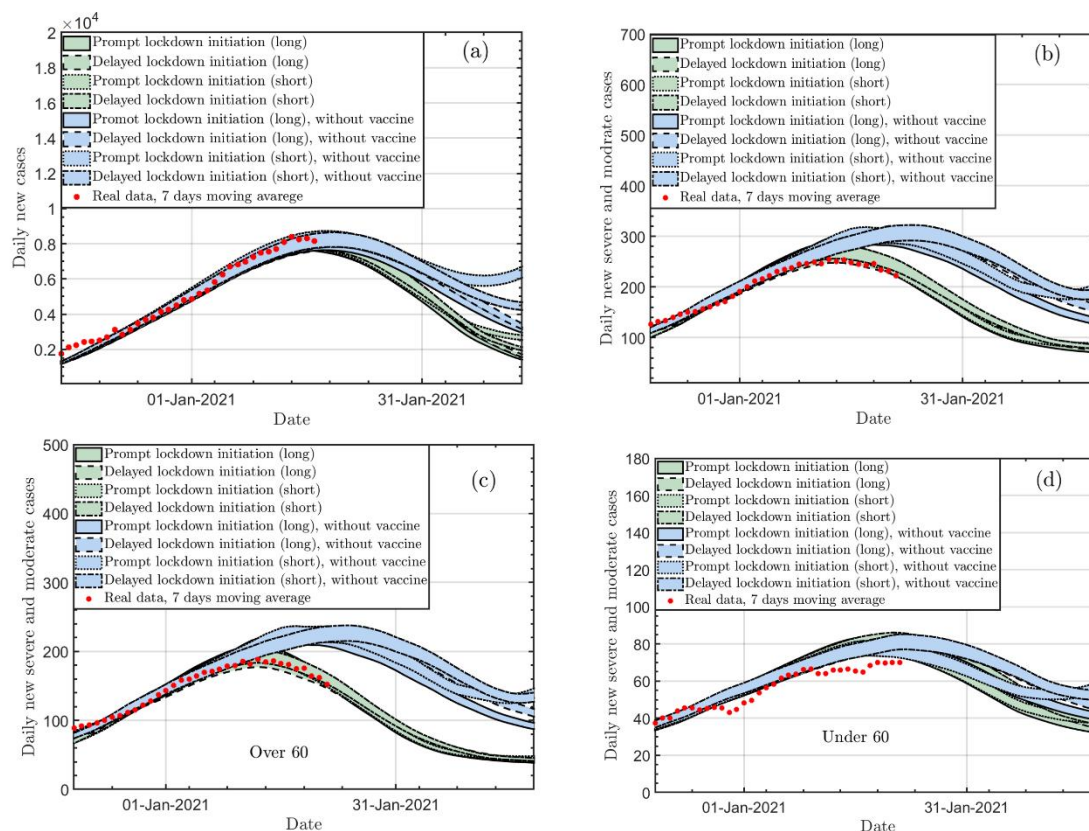 ×10⁴
2
1.8
1.6
1.4
1.2
1
0.8
0.6
0.4
0.2
Daily new cases
(a)
Prompt lockdown initiation (long)
Delayed lockdown initiation (long)
Prompt lockdown initiation (short)
Delayed lockdown initiation (short)
Promot lockdown initiation (long), without vaccine
Delayed lockdown initiation (long), without vaccine
Prompt lockdown initiation (short), without vaccine
Delayed lockdown initiation (short), without vaccine
Real data, 7 days moving avarege
01-Jan-2021 31-Jan-2021
Date
700
600
500
400
300
200
100
Daily new severe and modrate cases
(b)
Prompt lockdown initiation (long)
Delayed lockdown initiation (long)
Prompt lockdown initiation (short)
Delayed lockdown initiation (short)
Prompt lockdown initiation (long), without vaccine
Delayed lockdown initiation (long), without vaccine
Prompt lockdown initiation (short), without vaccine
Delayed lockdown initiation (short), without vaccine
Real data, 7 days moving average
01-Jan-2021 31-Jan-2021
Date
500
400
300
200
100
0
Daily new severe and moderate cases
(c)
Prompt lockdown initiation (long)
Delayed lockdown initiation (long)
Prompt lockdown initiation (short)
Delayed lockdown initiation (short)
Prompt lockdown initiation (long), without vaccine
Delayed lockdown initiation (long), without vaccine
Prompt lockdown initiation (short), without vaccine
Delayed lockdown initiation (short), without vaccine
Real data, 7 days moving average
Over 60
01-Jan-2021 31-Jan-2021
Date
180
160
140
120
100
80
60
40
20
0
Daily new severe and moderate cases
(d)
Prompt lockdown initiation (long)
Delayed lockdown initiation (long)
Prompt lockdown initiation (short)
Delayed lockdown initiation (short)
Prompt lockdown initiation (long), without vaccine
Delayed lockdown initiation (long), without vaccine
Prompt lockdown initiation (short), without vaccine
Delayed lockdown initiation (short), without vaccine
Real data, 7 days moving average
Under 60
01-Jan-2021 31-Jan-2021
Date